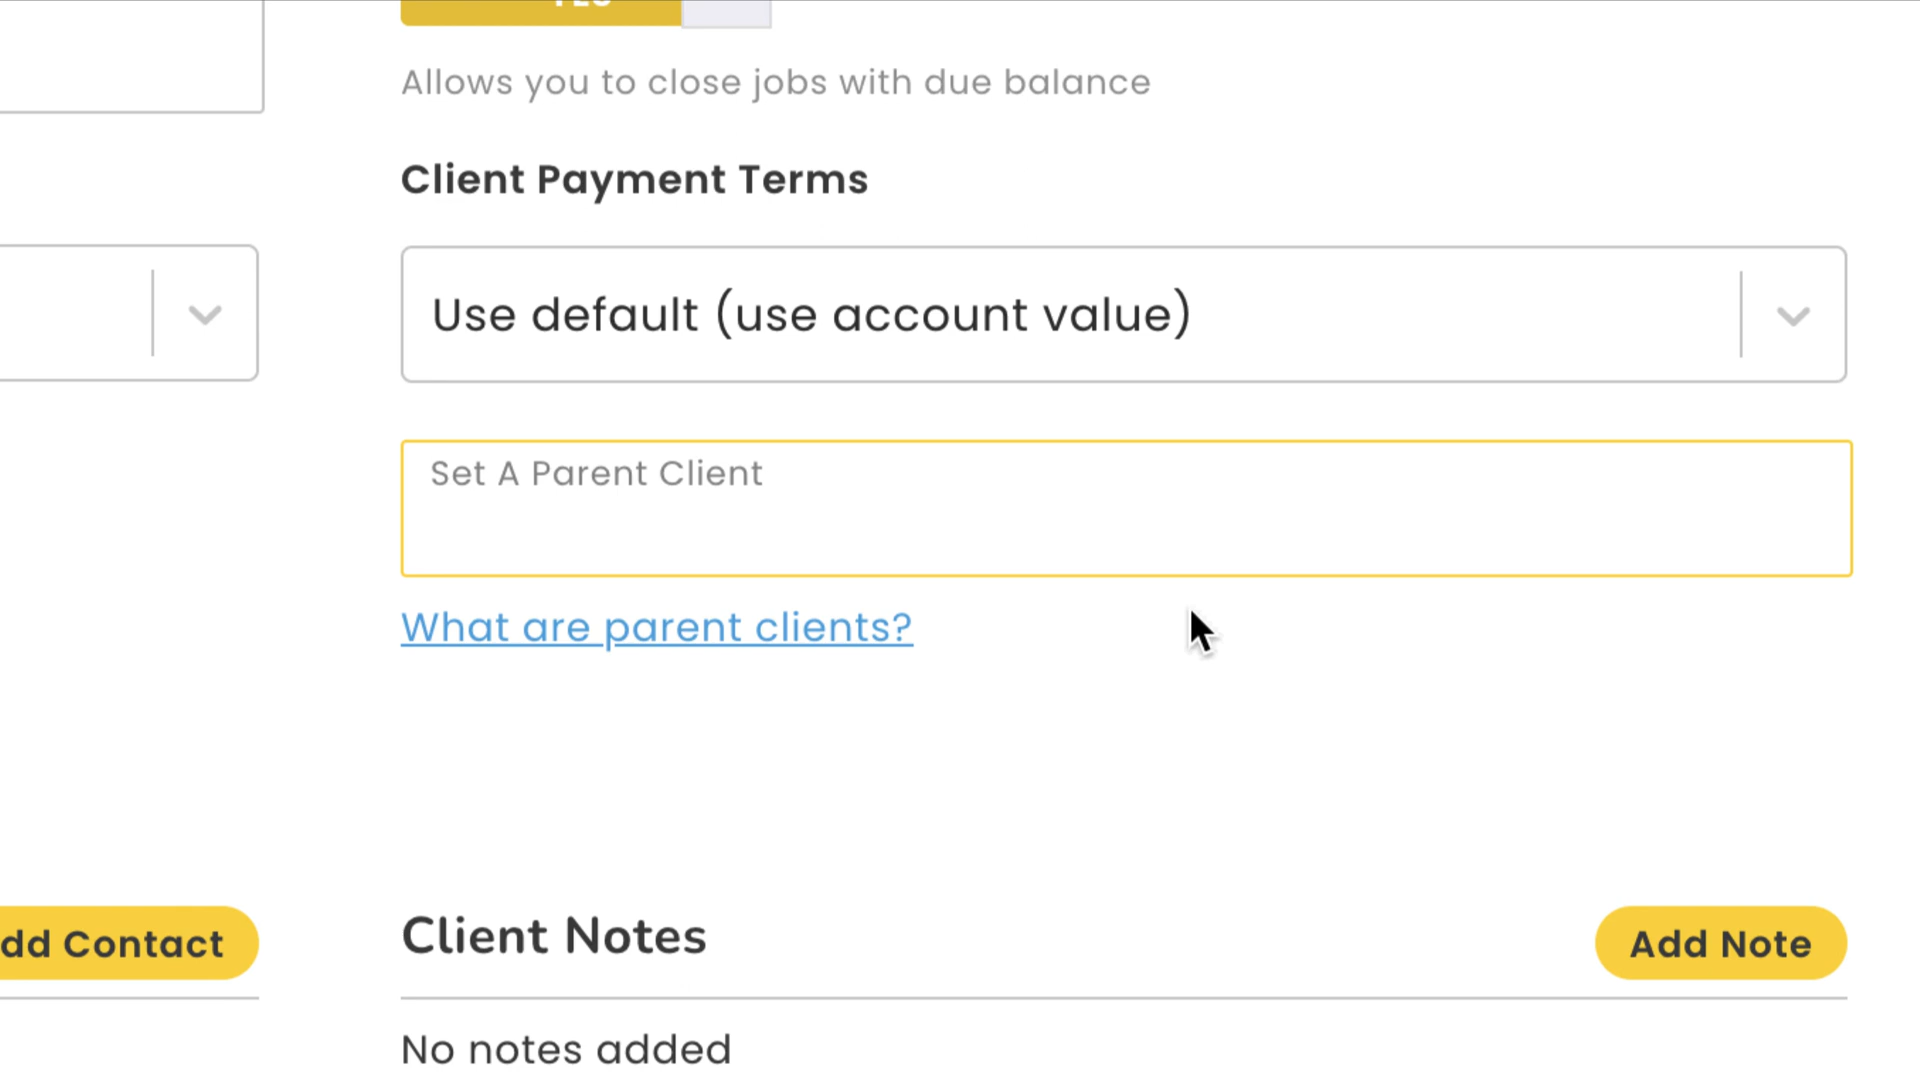 YES
Allows you to close jobs with due balance
Client Payment Terms
Use default (use account value)
Set A Parent Client
What are parent clients?
dd Contact
Client Notes
Add Note
No notes added